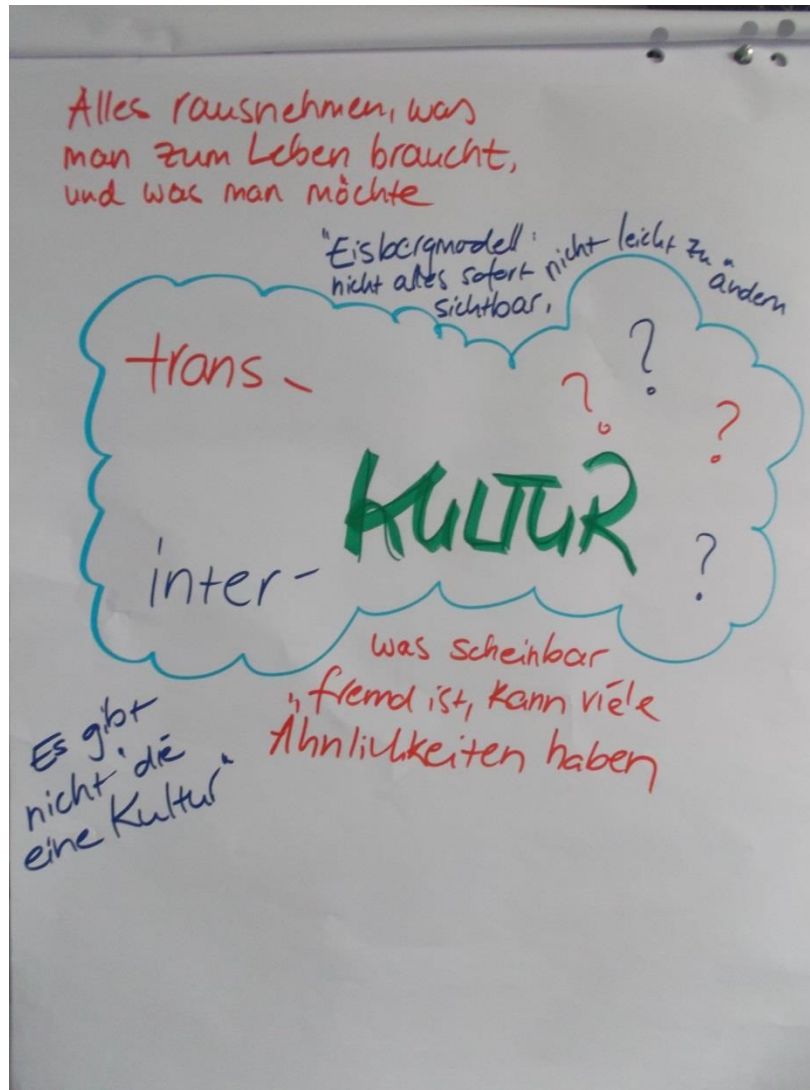 Alles rausnehmen, was
man zum Leben braucht,
und was man möchte
"Eisbergmodell:
nicht alles sofort
sichtbar,
nicht leicht zu
ändern"
trans-
? ? ?
KULTUR
inter-
?
was scheinbar
"fremd ist, kann viele
Ähnlichkeiten haben
Es gibt
nicht "die
eine Kultur"